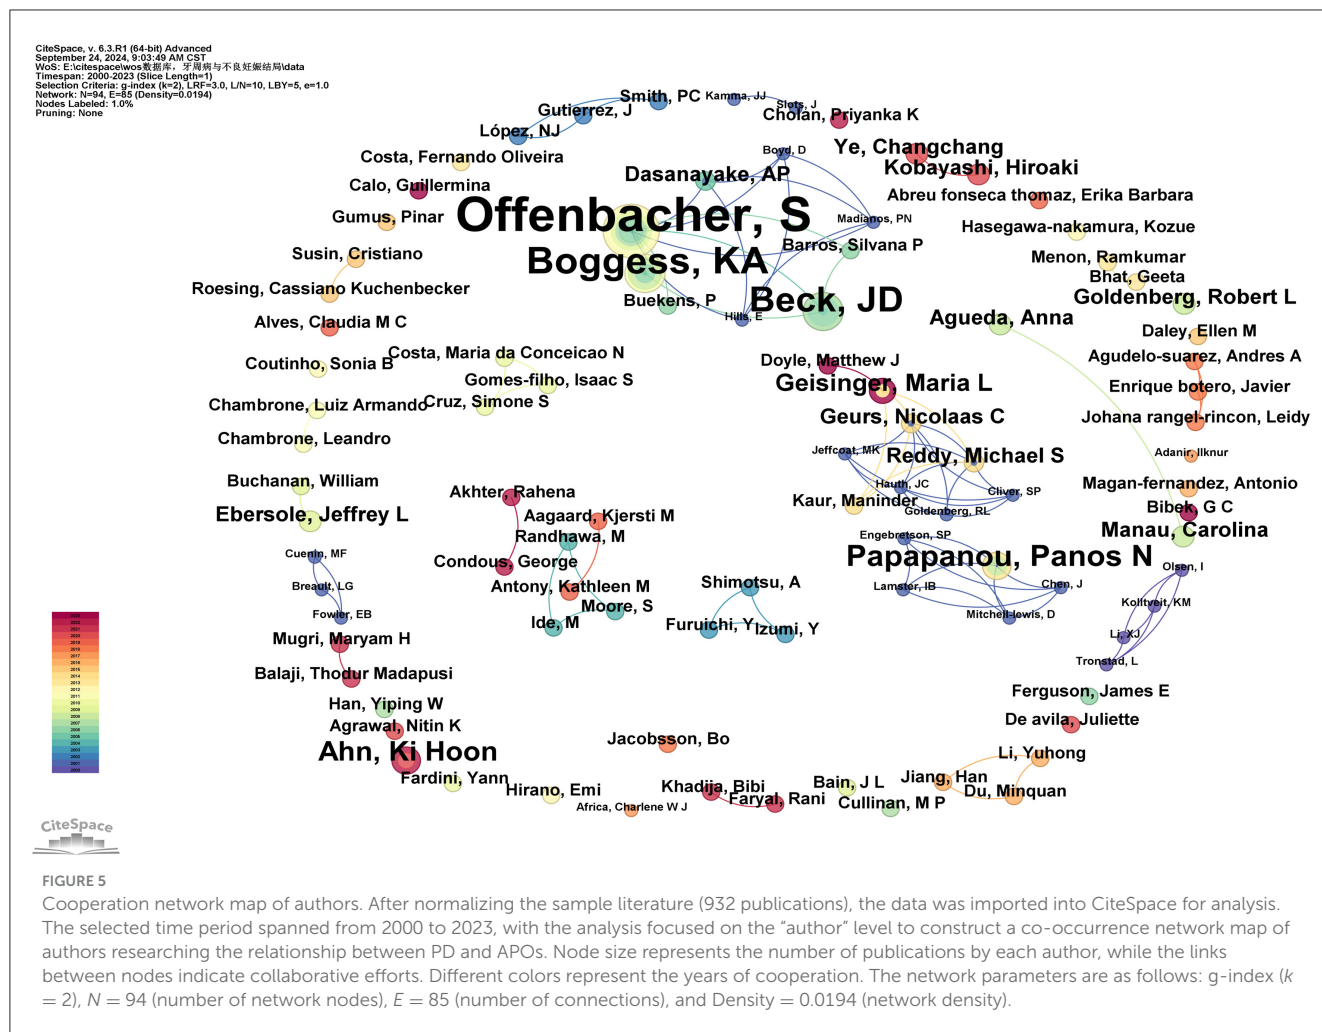 CiteSpace, v. 6.3.R1 (64-bit) Advanced
September 24, 2024, 9:03:49 AM CST
WoS: E:\citespace\wos数据库，牙周病与不良妊娠结局\data
Timespan: 2000-2023 (Slice Length=1)
Selection Criteria: g-index (k=2), LRF=3.0, L/N=10, LBY=5, e=1.0
Network: N=94, E=85 (Density=0.0194)
Nodes Labeled: 1.0%
Pruning: None
Smith, PC
Kamma, JJ
Slots, J
Gutierrez, J
Cholan, Priyanka K
López, NJ
Ye, Changchang
Boyd, D
Costa, Fernando Oliveira
Kobayashi, Hiroaki
Dasanayake, AP
Calo, Guillermina
Abreu fonseca thomaz, Erika Barbara
Offenbacher, S
Gumus, Pinar
Madianos, PN
Hasegawa-nakamura, Kozue
Barros, Silvana P
Susin, Cristiano
Boggess, KA
Menon, Ramkumar
Bhat, Geeta
Roesing, Cassiano Kuchenbecker
Buekens, P
Beck, JD
Goldenberg, Robert L
Hills, E
Agueda, Anna
Alves, Claudia M C
Daley, Ellen M
Costa, Maria da Conceicao N
Coutinho, Sonia B
Doyle, Matthew J
Agudelo-suarez, Andres A
Gomes-filho, Isaac S
Geisinger, Maria L
Enrique botero, Javier
Chambrone, Luiz Armando
Cruz, Simone S
Geurs, Nicolaas C
Johana rangel-rincon, Leidy
Chambrone, Leandro
Jeffcoat, MK
Reddy, Michael S
Adanir, Ilknur
Buchanan, William
Hauth, JC
Cliver, SP
Magan-fernandez, Antonio
Akhter, Rahena
Kaur, Maninder
Goldenberg, RL
Bibek, G C
Ebersole, Jeffrey L
Aagaard, Kjersti M
Randhawa, M
Engebretson, SP
Manau, Carolina
Cuenin, MF
Condous, George
Papapanou, Panos N
Olsen, I
Breault, LG
Antony, Kathleen M
Shimotsu, A
Lamster, IB
Chen, J
Kolltveit, KM
Fowler, EB
Moore, S
Mitchell-lewis, D
Ide, M
Furuichi, Y
Izumi, Y
Li, XJ
Mugri, Maryam H
Tronstad, L
Balaji, Thodur Madapusi
Ferguson, James E
Han, Yiping W
De avila, Juliette
Agrawal, Nitin K
Jacobsson, Bo
Ahn, Ki Hoon
Li, Yuhong
Fardini, Yann
Hirano, Emi
Khadija, Bibi
Bain, J L
Jiang, Han
Du, Minquan
Faryal, Rani
Africa, Charlene W J
Cullinan, M P
CiteSpace
FIGURE 5
Cooperation network map of authors. After normalizing the sample literature (932 publications), the data was imported into CiteSpace for analysis.
The selected time period spanned from 2000 to 2023, with the analysis focused on the “author” level to construct a co-occurrence network map of
authors researching the relationship between PD and APOs. Node size represents the number of publications by each author, while the links
between nodes indicate collaborative efforts. Different colors represent the years of cooperation. The network parameters are as follows: g-index (k
= 2), N = 94 (number of network nodes), E = 85 (number of connections), and Density = 0.0194 (network density).